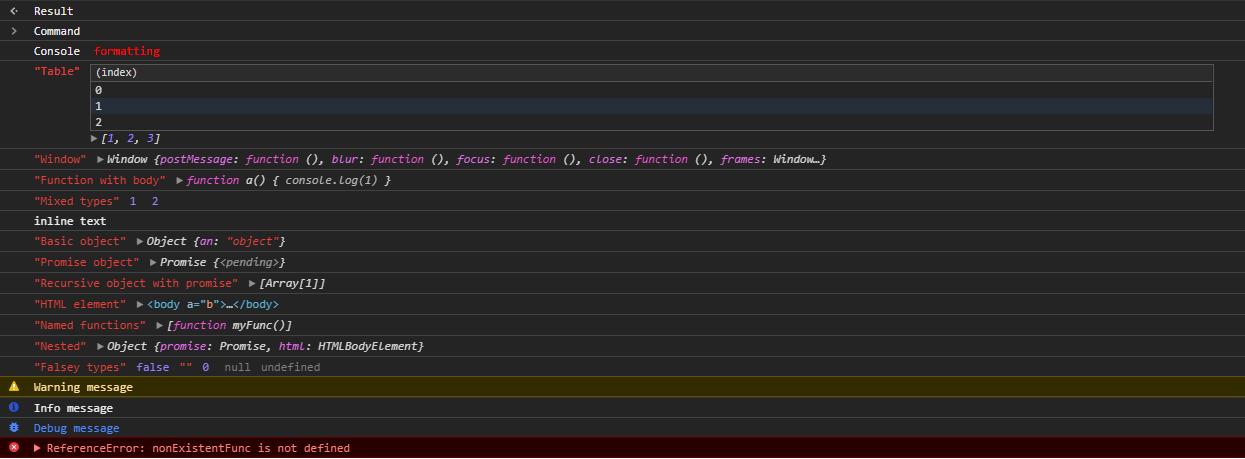 Result
Command
Console formatting
"Table" (index)
0
1
2
[1, 2, 3]
"Window" Window {postMessage: function (), blur: function (), focus: function (), close: function (), frames: Window…}
"Function with body" function a() { console.log(1) }
"Mixed types" 1 2
inline text
"Basic object" Object {an: "object"}
"Promise object" Promise {<pending>}
"Recursive object with promise" [Array[1]]
"HTML element" <body a="b">…</body>
"Named functions" [function myFunc()]
"Nested" Object {promise: Promise, html: HTMLBodyElement}
"Falsey types" false "" 0 null undefined
Warning message
Info message
Debug message
ReferenceError: nonExistentFunc is not defined